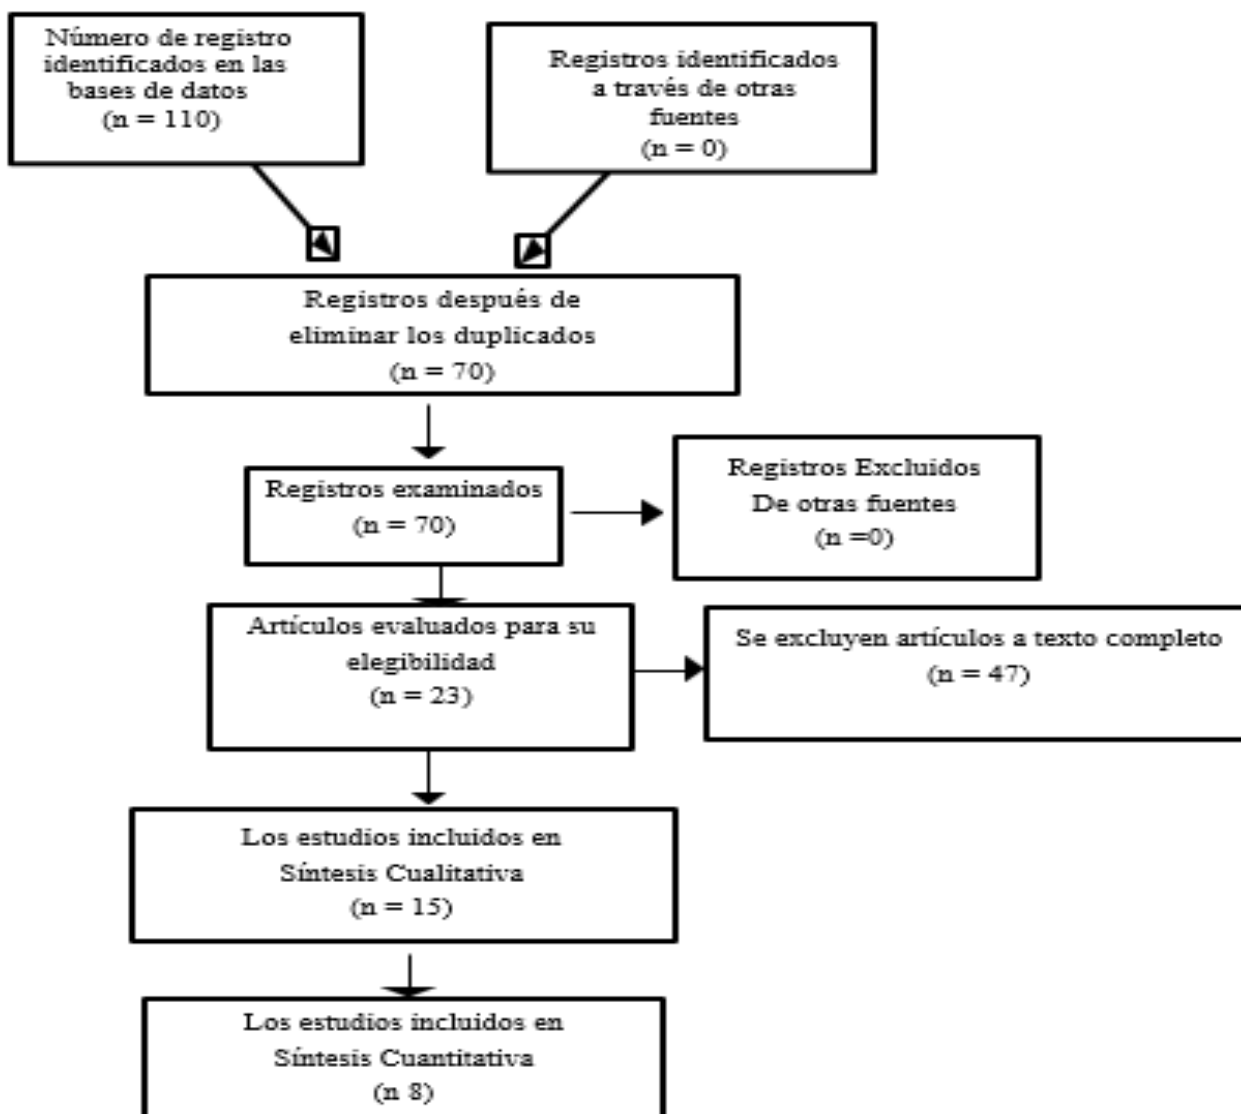 Número de registro
identificados en las
bases de datos
(n = 110)
Registros identificados
a través de otras
fuentes
(n = 0)
Registros después de
eliminar los duplicados
(n = 70)
Registros examinados
(n = 70)
Registros Excluidos
De otras fuentes
(n =0)
Artículos evaluados para su
elegibilidad
(n = 23)
Se excluyen artículos a texto completo
(n = 47)
Los estudios incluidos en
Síntesis Cualitativa
(n = 15)
Los estudios incluidos en
Síntesis Cuantitativa
(n 8)